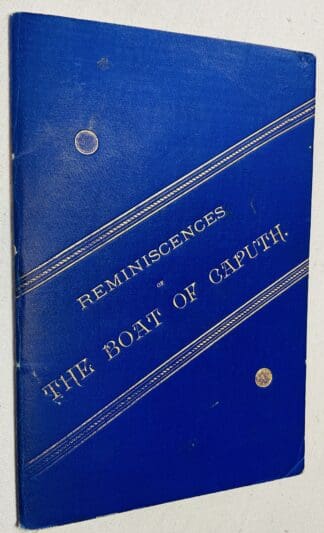 REMINISCENCES
OF
THE BOAT OF CAPUTH.